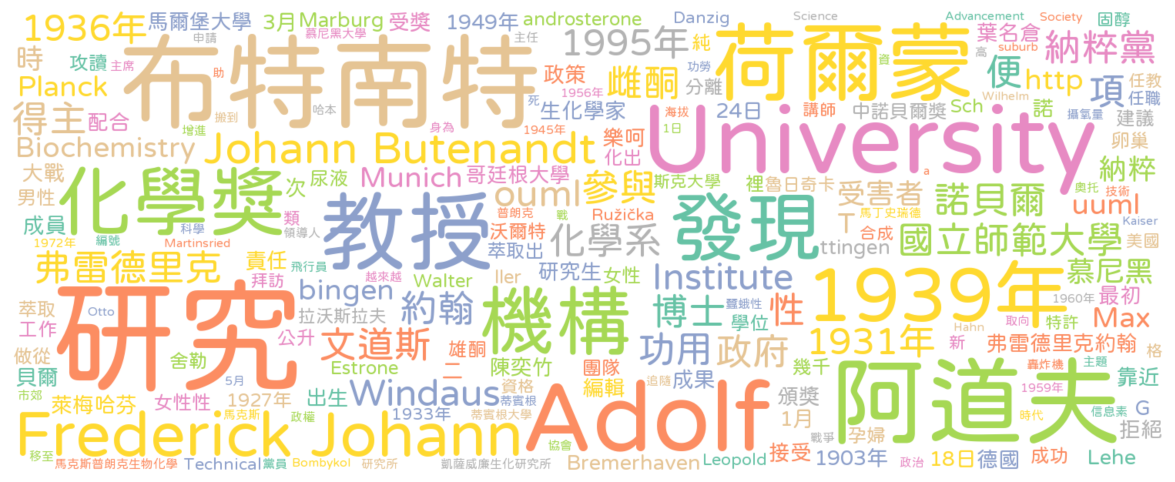 1936年 馬爾堡大學 3月 Marburg 受獎 1949年 androsterone Danzig Science Advancement Society 固醇
慕尼黑大學 申請 主任 葉名倉 suburb 納粹黨
時 攻讀 主席 布特南特 政策 雌酮 1995年 純 功勞 荷爾蒙 資 高 便 http 項 任教
Planck 助 1956年 分離 Wilhelm 任職
得主 配合 增進 搬到 哈本 死 生化學家 24日 海拔 講師 中諾貝爾獎 Sch 諾 攝氧量 建議
Biochemistry Johann Butenandt 身為 1945年 樂呵 化出 1日 University 卵巢
大戰 次 尿液 Munich 哥廷根大學 參與 斯克大學 裡 魯日奇卡 a 奧托 納粹
男性 化學獎 類 教授 ouml 受害者 諾貝爾 技術 uuml
成員 科學 領導人 普朗克 戰 Ružička 發現 T 馬丁史瑞德 合成 Kaiser
1972年 編號 Martinsried 沃爾特 萃取出 化學系 ttingen 國立師範大學 美國
弗雷德里克 責任 飛行員 越來越 ller 研究生 女性 Institute 慕尼黑
拜訪 bingen Walter 蠶蛾性 1939年 1960年 最初
萃取 Otto 拉沃斯拉夫 約翰 機構 博士 學位 性 Hahn 取向 特許 Max
工作 研究 公升 文道斯 雄酮 功用 政府 1931年 新 弗雷德里克約翰
做從 舍勒 Estrone 二 陳奕竹 團隊 幾千 格
貝爾 5月 Windaus 資格 編輯 追隨 成果 頒獎 阿道夫 轟炸機 主題 靠近
市郊 萊梅哈芬 女性性 1927年 出生 1933年 蒂賓根 蒂賓根大學 Adolf 1月 1959年 信息素 G
馬克斯 政權 孕婦 時代 拒絕
Frederick Johann 協會 戰爭 接受 1903年 18日 德國 成功 Lehe
移至 馬克斯普朗克生物化學 Technical 黨員 Bombykol 研究所 凱薩威廉生化研究所 Bremerhaven Leopold 政治